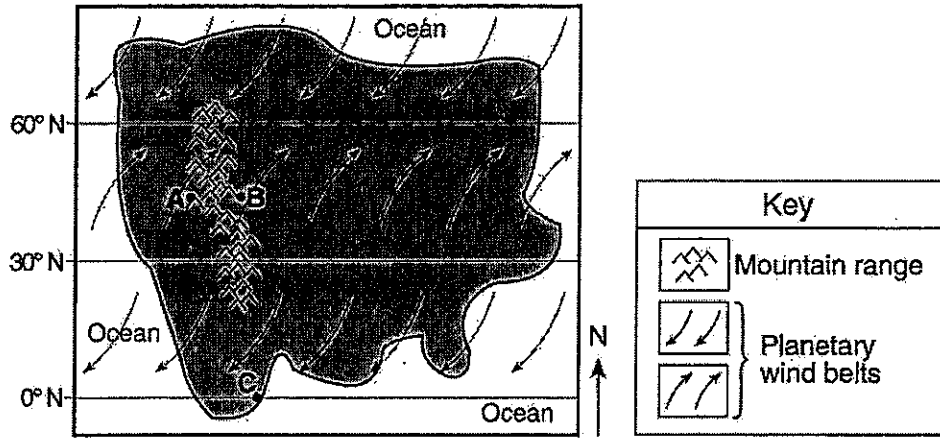 Ocean
60° N
A
B
30° N
Ocean
C
0° N
Ocean
N
Key
Mountain range
Planetary
wind belts